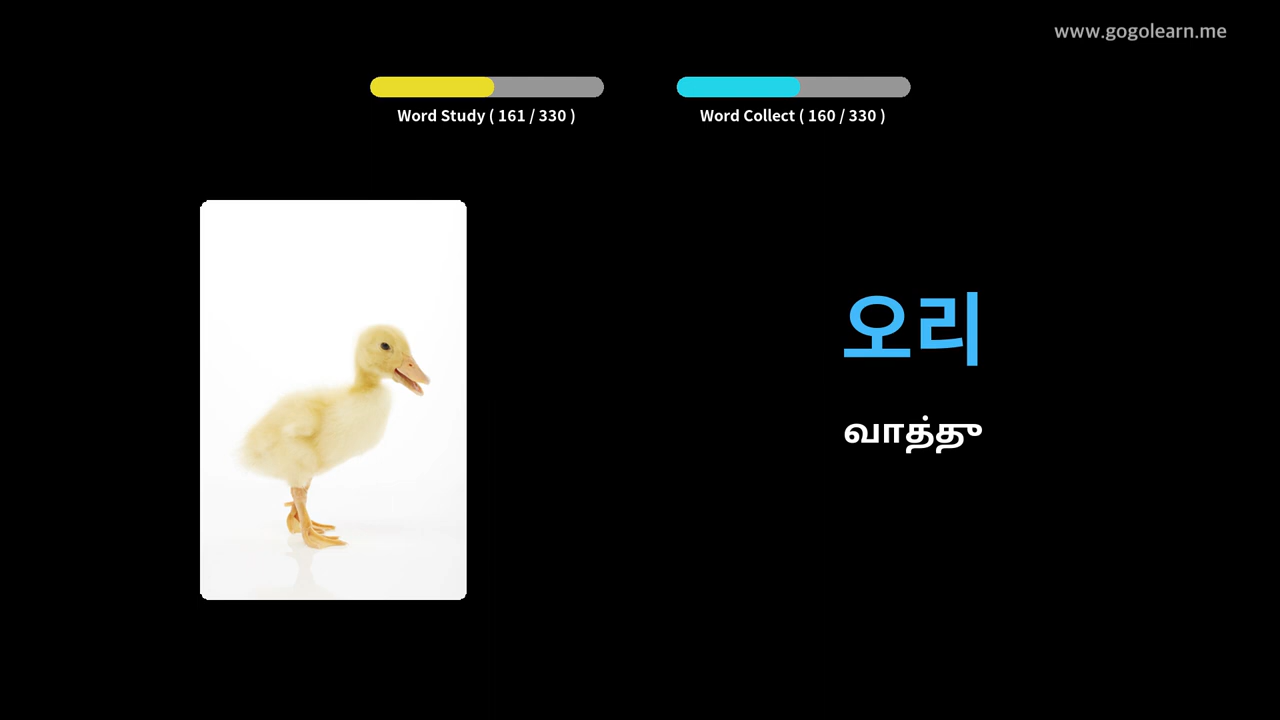 www.gogolearn.me
Word Study ( 161 / 330 )
Word Collect ( 160 / 330 )
오리
வாத்து